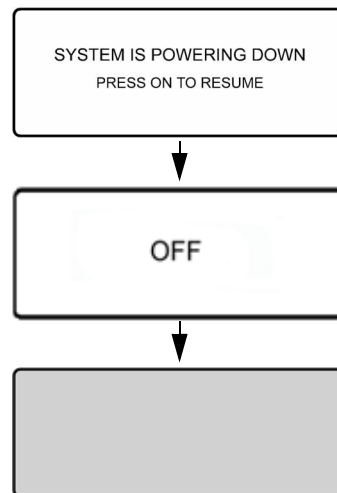 SYSTEM IS POWERING DOWN
PRESS ON TO RESUME
OFF